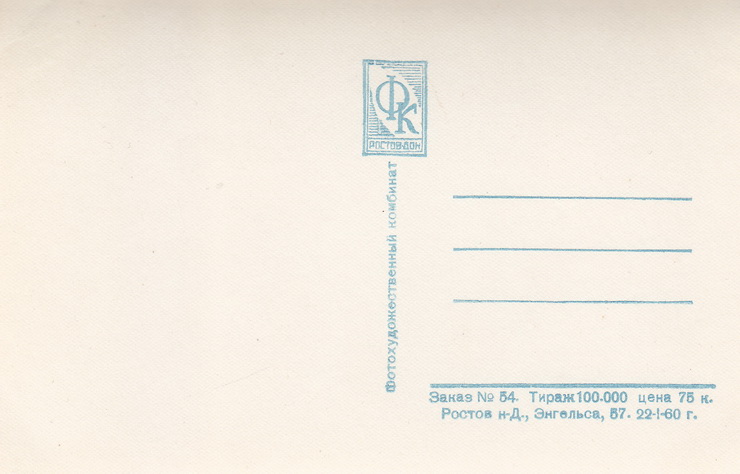 ФК
РОСТОВ-ДОН
Фотохудожественный комбинат
Заказ № 54. Тираж 100.000 цена 75 к.
Ростов н-Д., Энгельса, 57. 22-I-60 г.